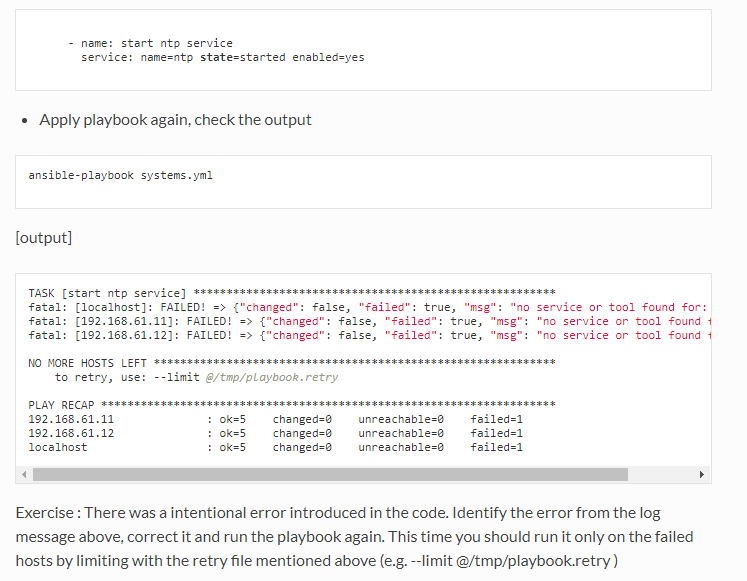 - name: start ntp service
service: name=ntp state=started enabled=yes
• Apply playbook again, check the output
ansible-playbook systems.yml
[output]
TASK [start ntp service] *******************************************************
fatal: [localhost]: FAILED! => {"changed": false, "failed": true, "msg": "no service or tool found for:
fatal: [192.168.61.11]: FAILED! => {"changed": false, "failed": true, "msg": "no service or tool found
fatal: [192.168.61.12]: FAILED! => {"changed": false, "failed": true, "msg": "no service or tool found
NO MORE HOSTS LEFT *************************************************************
to retry, use: --limit @/tmp/playbook.retry
PLAY RECAP *********************************************************************
192.168.61.11 : ok=5 changed=0 unreachable=0 failed=1
192.168.61.12 : ok=5 changed=0 unreachable=0 failed=1
localhost : ok=5 changed=0 unreachable=0 failed=1
Exercise : There was a intentional error introduced in the code. Identify the error from the log
message above, correct it and run the playbook again. This time you should run it only on the failed
hosts by limiting with the retry file mentioned above (e.g. --limit @/tmp/playbook.retry )